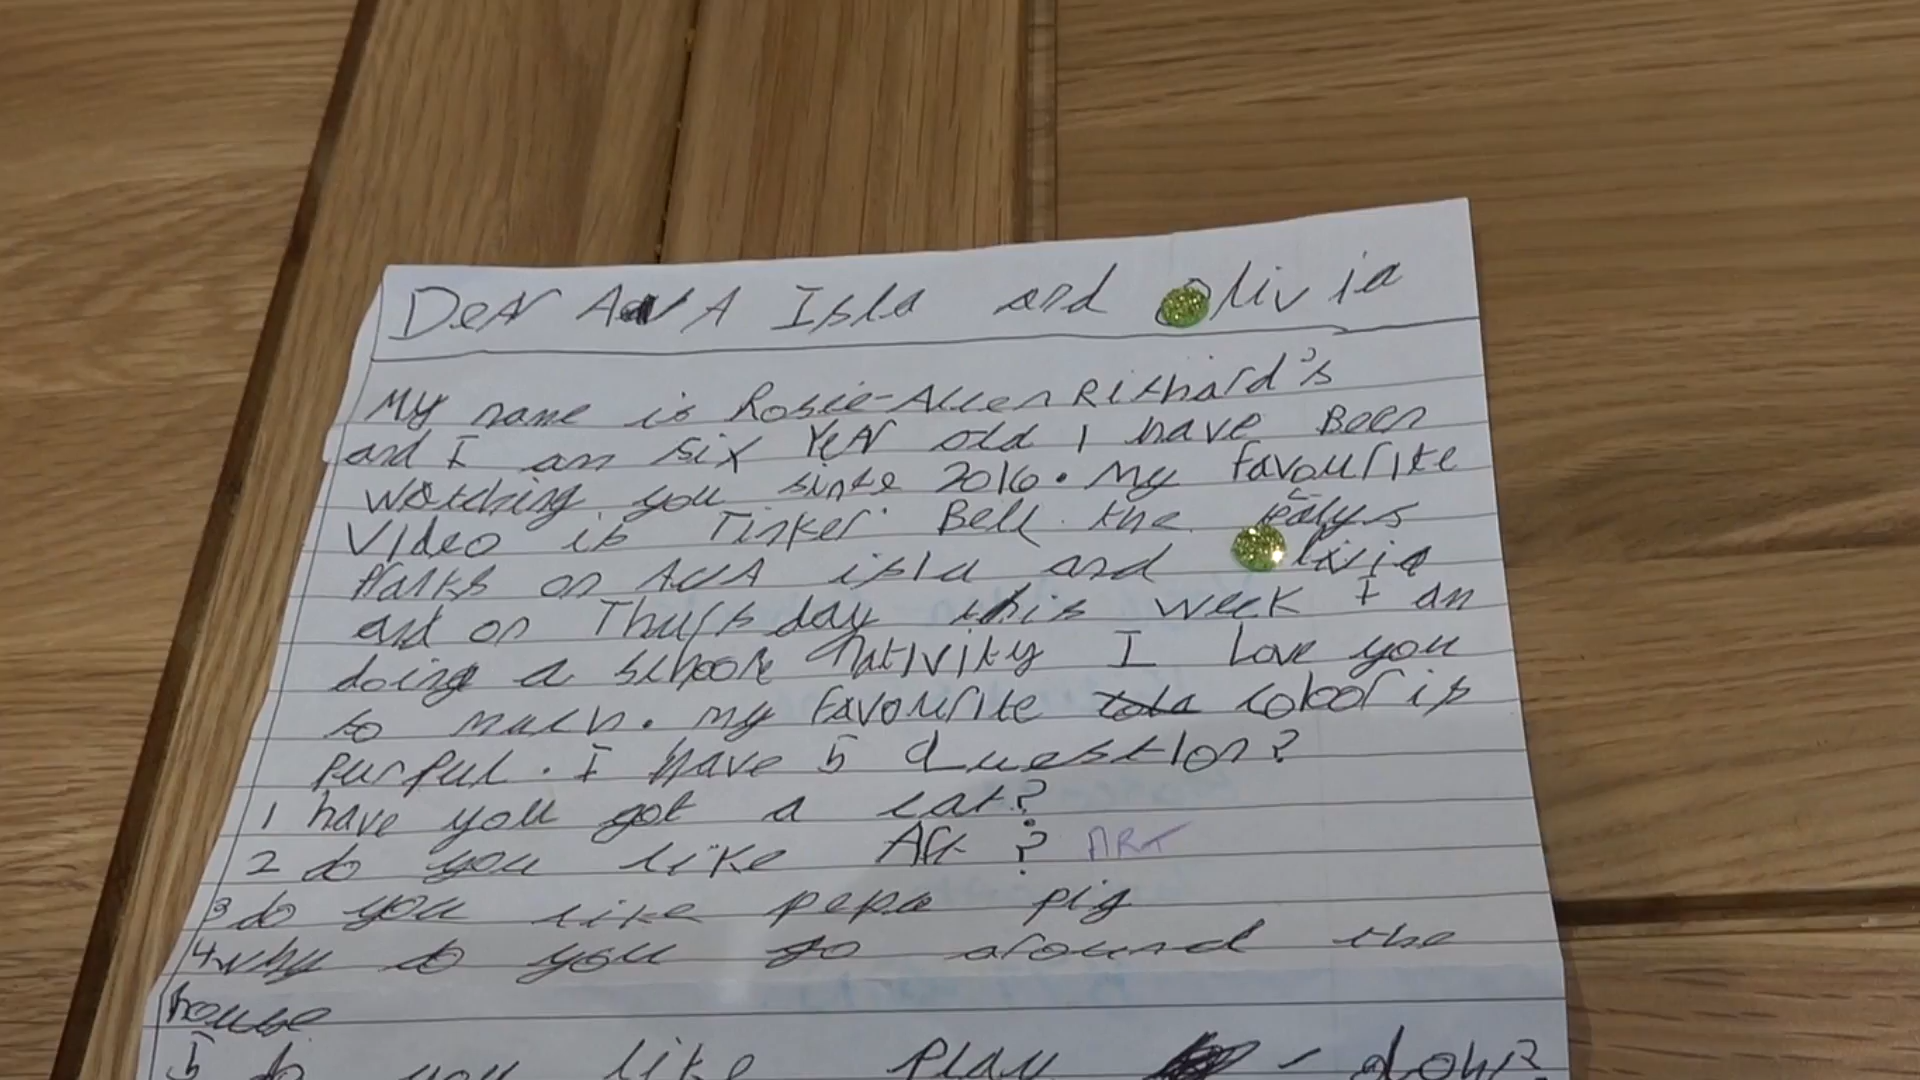 DeAr AvA Isla and Olivia
My name is Rosie-Allen Richard's
and I am six YeAr old I have Been
watching you since 2016. My favourite
Video is Tinker Bell the
Pranks on AvA isla and Olivia
and on Thursday this week I am
doing a school nativity I Love you
so much. My favourite coloor is
purpul. I have 5 question?
1 have you got a cat?
2 do you like Art ? ART
3 do you like pepa pig
4 why do you go around the
house
5 do you like play - dow?